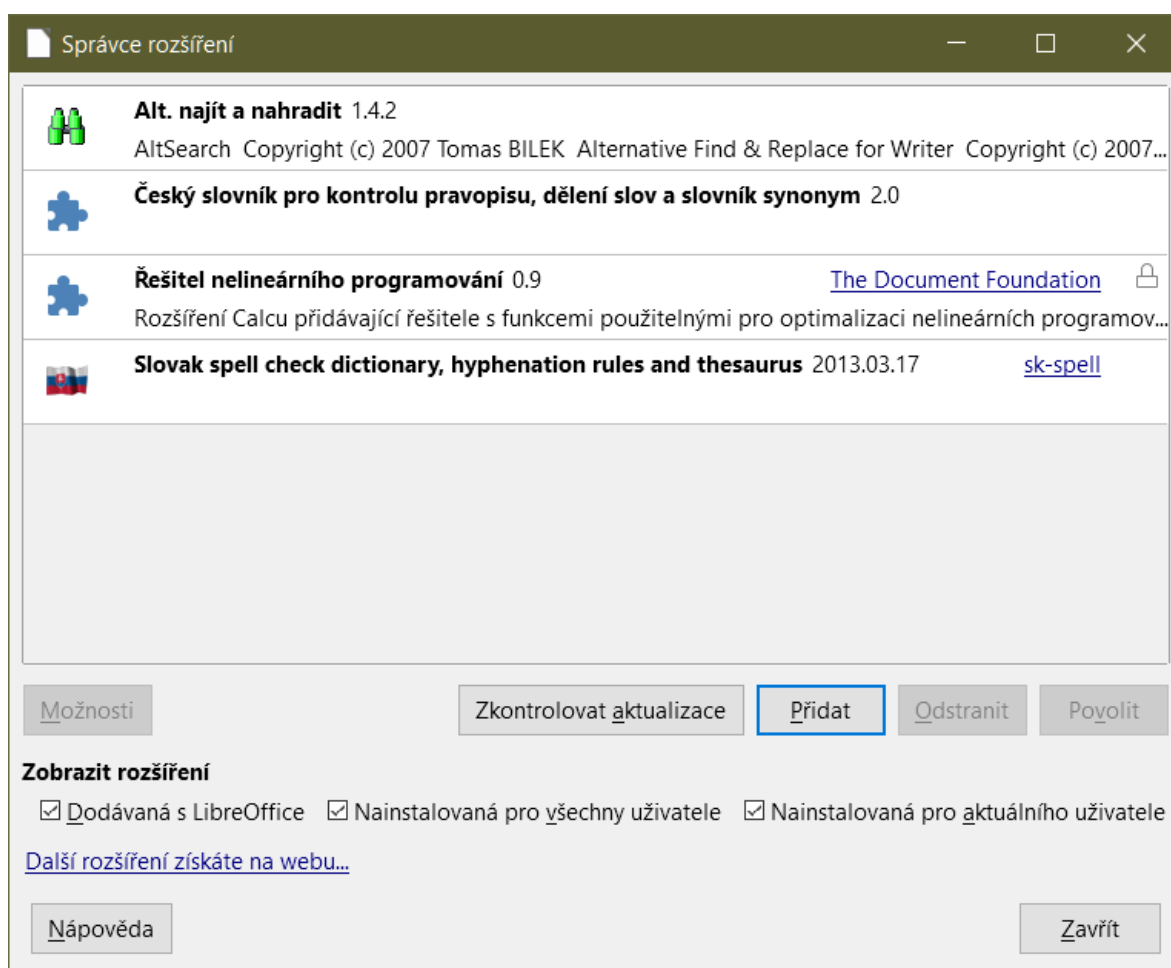 Správce rozšíření
Alt. najít a nahradit 1.4.2
AltSearch Copyright (c) 2007 Tomas BILEK Alternative Find & Replace for Writer Copyright (c) 2007...
Český slovník pro kontrolu pravopisu, dělení slov a slovník synonym 2.0
Řešitel nelineárního programování 0.9 The Document Foundation
Rozšíření Calcu přidávající řešitele s funkcemi použitelnými pro optimalizaci nelineárních programov...
Slovak spell check dictionary, hyphenation rules and thesaurus 2013.03.17 sk-spell
Možnosti Zkontrolovat aktualizace Přidat Odstranit Povolit
Zobrazit rozšíření
Dodávaná s LibreOffice Nainstalovaná pro všechny uživatele Nainstalovaná pro aktuálního uživatele
Další rozšíření získáte na webu...
Nápověda Zavřít